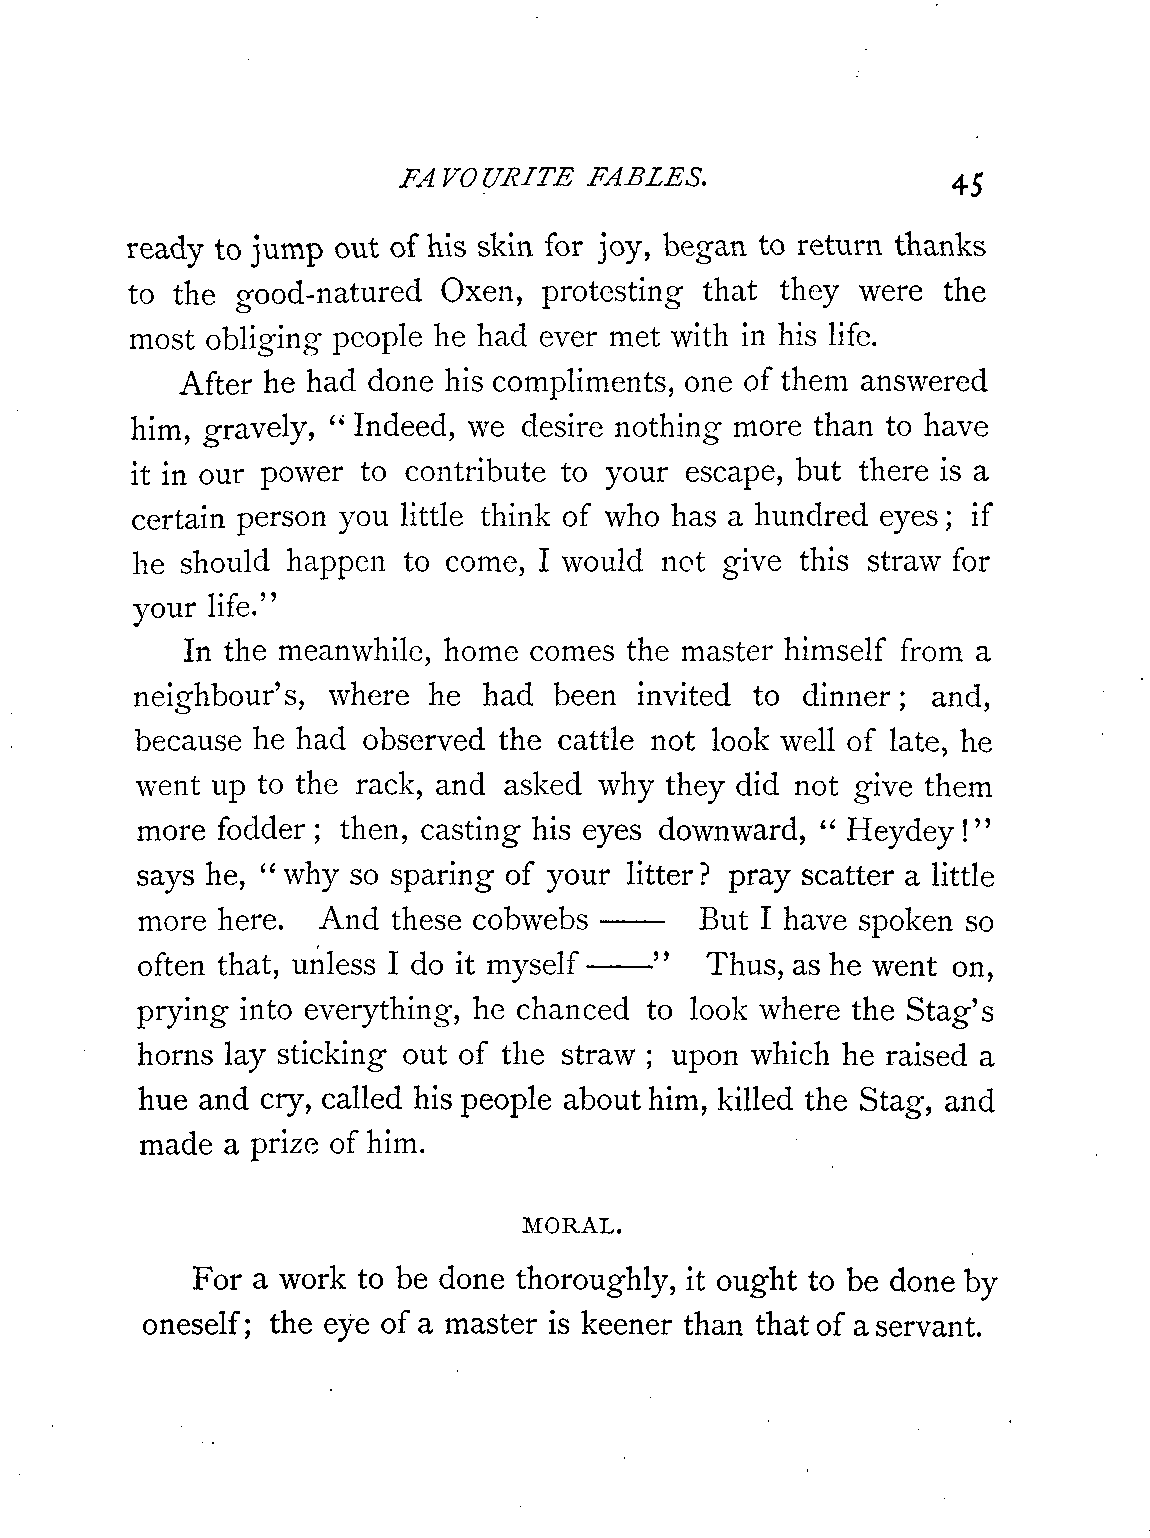 FAVOURITE FABLES. 45
ready to jump out of his skin for joy, began to return thanks
to the good-natured Oxen, protesting that they were the
most obliging people he had ever met with in his life.
After he had done his compliments, one of them answered
him, gravely, “Indeed, we desire nothing more than to have
it in our power to contribute to your escape, but there is a
certain person you little think of who has a hundred eyes; if
he should happen to come, I would not give this straw for
your life.”
In the meanwhile, home comes the master himself from a
neighbour’s, where he had been invited to dinner; and,
because he had observed the cattle not look well of late, he
went up to the rack, and asked why they did not give them
more fodder; then, casting his eyes downward, “Heydey!”
says he, “why so sparing of your litter? pray scatter a little
more here. And these cobwebs —— But I have spoken so
often that, unless I do it myself ——” Thus, as he went on,
prying into everything, he chanced to look where the Stag’s
horns lay sticking out of the straw; upon which he raised a
hue and cry, called his people about him, killed the Stag, and
made a prize of him.
MORAL.
For a work to be done thoroughly, it ought to be done by
oneself; the eye of a master is keener than that of a servant.